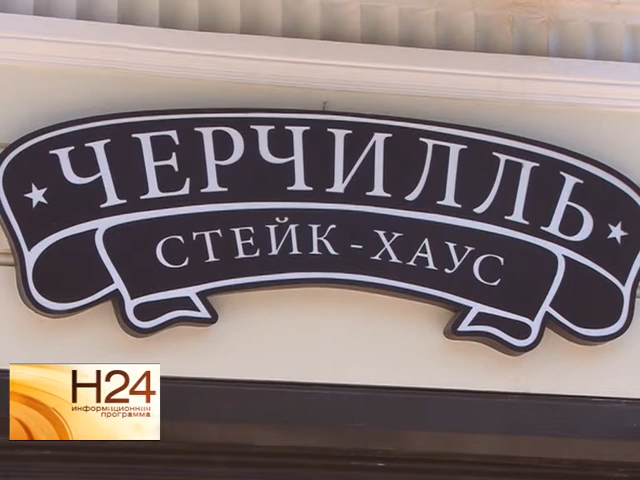 ЧЕРЧИЛЛЬ
СТЕЙК-ХАУС
Н24
информационная
программа